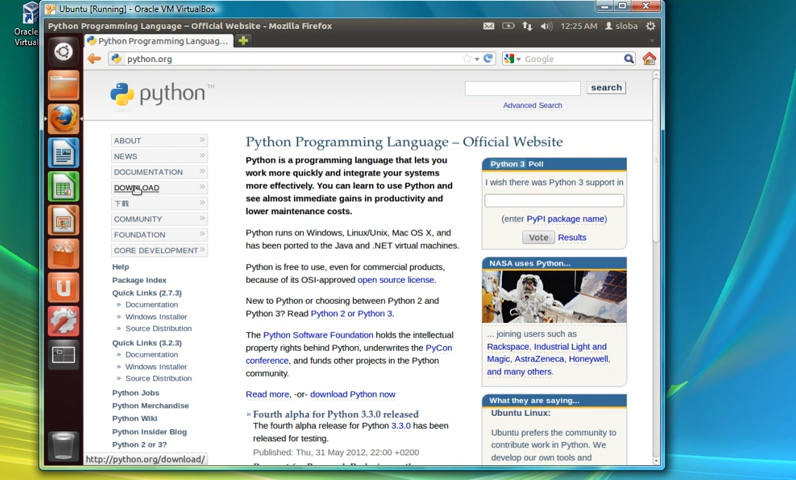 Oracle
Virtual
Ubuntu [Running] - Oracle VM VirtualBox
Python Programming Language – Official Website - Mozilla Firefox
12:25 AM
sloba
Python Programming Languag...
python.org
Google
python™
search
Advanced Search
ABOUT
NEWS
DOCUMENTATION
DOWNLOAD
下載
COMMUNITY
FOUNDATION
CORE DEVELOPMENT
Help
Package Index
Quick Links (2.7.3)
» Documentation
» Windows Installer
» Source Distribution
Quick Links (3.2.3)
» Documentation
» Windows Installer
» Source Distribution
Python Jobs
Python Merchandise
Python Wiki
Python Insider Blog
Python 2 or 3?
http://python.org/download/
Python Programming Language – Official Website
Python is a programming language that lets you
work more quickly and integrate your systems
more effectively. You can learn to use Python and
see almost immediate gains in productivity and
lower maintenance costs.
Python runs on Windows, Linux/Unix, Mac OS X, and
has been ported to the Java and .NET virtual machines.
Python is free to use, even for commercial products,
because of its OSI-approved open source license.
New to Python or choosing between Python 2 and
Python 3? Read Python 2 or Python 3.
The Python Software Foundation holds the intellectual
property rights behind Python, underwrites the PyCon
conference, and funds other projects in the Python
community.
Read more, -or- download Python now
» Fourth alpha for Python 3.3.0 released
The fourth alpha release for Python 3.3.0 has been
released for testing.
Published: Thu, 31 May 2012, 22:00 +0200
Python 3 Poll
I wish there was Python 3 support in
(enter PyPI package name)
Vote Results
NASA uses Python...
... joining users such as
Rackspace, Industrial Light and
Magic, AstraZeneca, Honeywell,
and many others.
What they are saying...
Ubuntu Linux:
Ubuntu prefers the community to
contribute work in Python. We
develop our own tools and